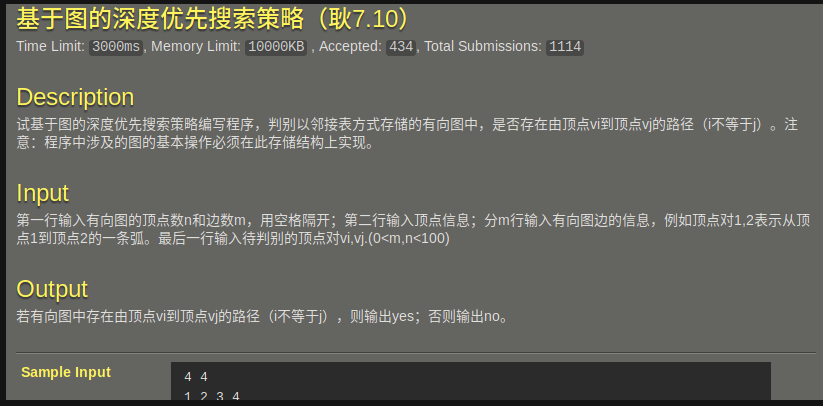 基于图的深度优先搜索策略（耿7.10）
Time Limit: 3000ms, Memory Limit: 10000KB , Accepted: 434, Total Submissions: 1114
Description
试基于图的深度优先搜索策略编写程序，判别以邻接表方式存储的有向图中，是否存在由顶点vi到顶点vj的路径（i不等于j）。注
意：程序中涉及的图的基本操作必须在此存储结构上实现。
Input
第一行输入有向图的顶点数n和边数m，用空格隔开；第二行输入顶点信息；分m行输入有向图边的信息，例如顶点对1,2表示从顶
点1到顶点2的一条弧。最后一行输入待判别的顶点对vi,vj.(0<m,n<100)
Output
若有向图中存在由顶点vi到顶点vj的路径（i不等于j），则输出yes；否则输出no。
Sample Input
4 4
1 2 3 4